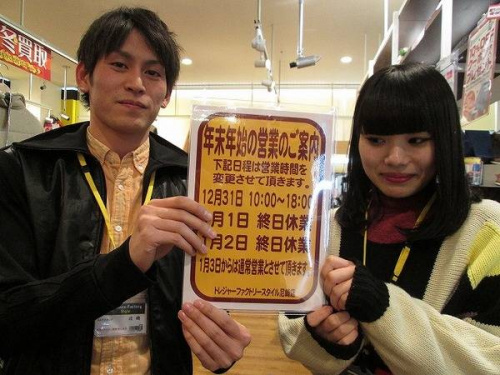 冬買取
年末年始の営業のご案内
下記日程は営業時間を
変更させて頂きます。
12月31日 10:00~18:00
月1日 終日休業
月2日 終日休業
1月3日からは通常営業とさせて頂きます
トレジャーファクトリースタイル